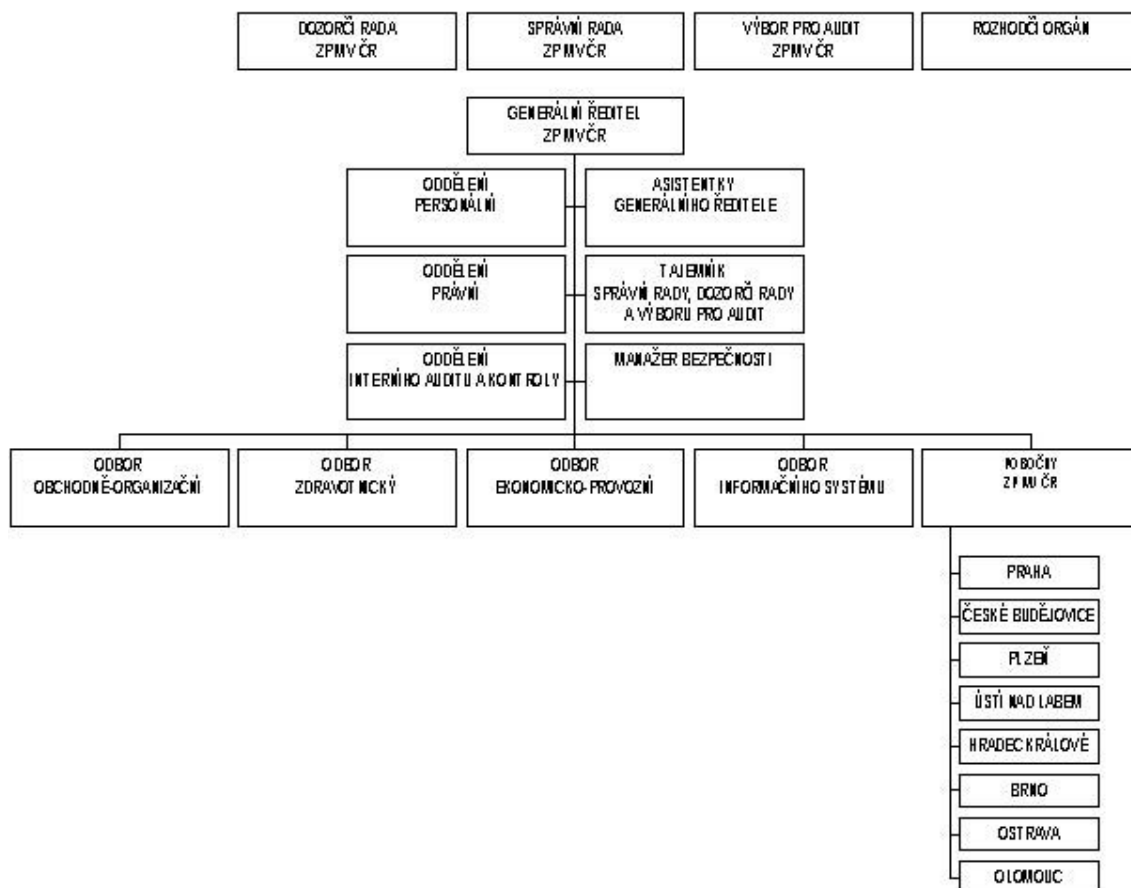 DOZORČÍ RADA
ZPMVČR
SPRÁVNÍ RADA
ZPMVČR
VÝBOR PRO AUDIT
ZPMVČR
ROZHODČÍ ORGÁN
GENERÁLNÍ ŘEDITEL
ZPMVČR
ODDĚLENÍ
PERSONÁLNÍ
ASISTENTKY
GENERÁLNÍHO ŘEDITELE
ODDĚLENÍ
PRÁVNÍ
TAJEMNÍK
SPRÁVNÍ RADY, DOZORČÍ RADY
A VÝBORU PRO AUDIT
ODDĚLENÍ
INTERNÍHO AUDITU A KONTROLY
MANAŽER BEZPEČNOSTI
ODBOR
OBCHODNĚ-ORGANIZAČNÍ
ODBOR
ZDRAVOTNICKÝ
ODBOR
EKONOMICKO-PROVOZNÍ
ODBOR
INFORMAČNÍHO SYSTÉMU
POBOČKY
ZPMVČR
PRAHA
ČESKÉ BUDĚJOVICE
PLZEŇ
ÚSTÍ NAD LABEM
HRADEC KRÁLOVÉ
BRNO
OSTRAVA
OLOMOUC